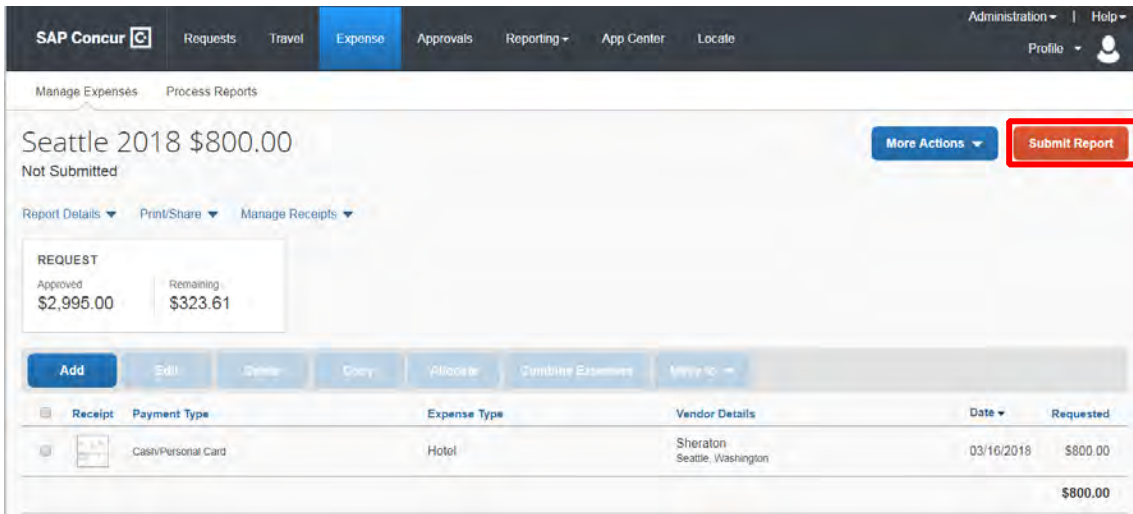 Administration | Help
SAP Concur C Requests Travel Expense Approvals Reporting App Center Locate
Profile
Manage Expenses Process Reports
Seattle 2018 $800.00
More Actions Submit Report
Not Submitted
Report Details Print/Share Manage Receipts
REQUEST
Approved Remaining
$2,995.00 $323.61
Add Edit Delete Copy Allocate Combine Expenses Move to
Receipt Payment Type Expense Type Vendor Details Date Requested
Cash/Personal Card Hotel Sheraton 03/16/2018 $800.00
Seattle, Washington
$800.00